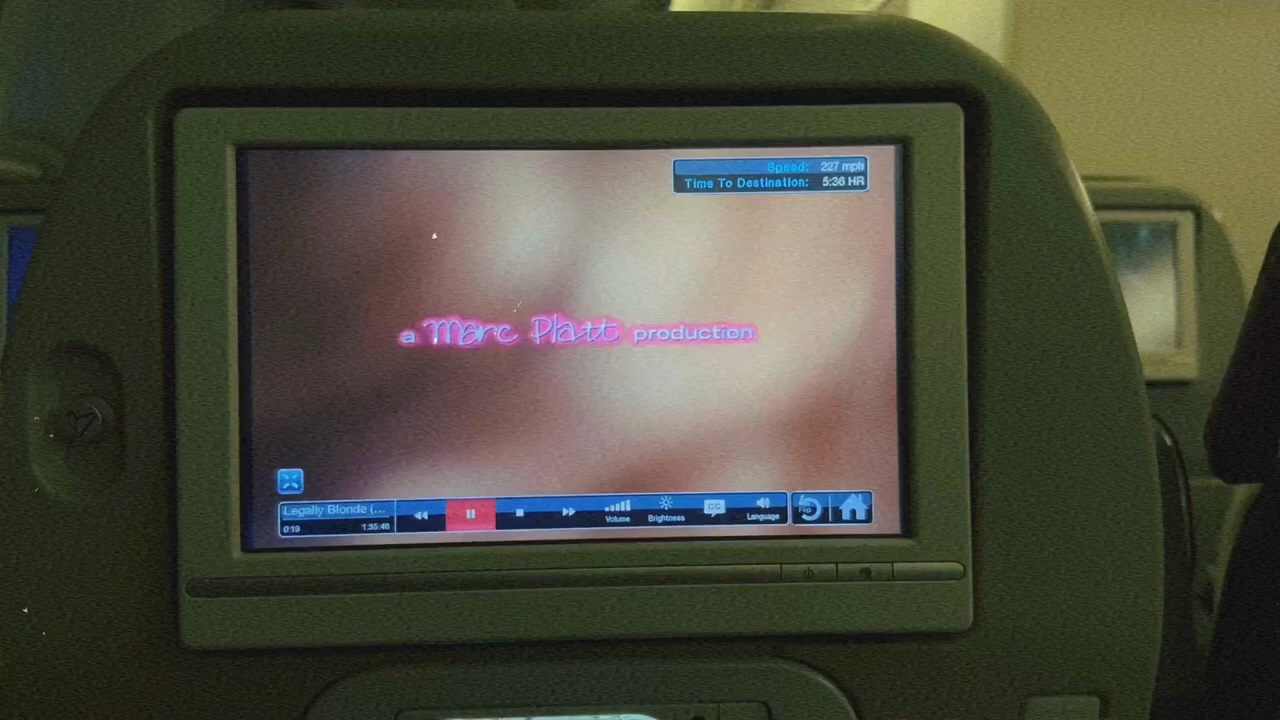 Speed: 227 mph
Time To Destination: 5:36 HR
a Marc Platt production
Legally Blonde (...
0:19 1:35:48
Volume
Brightness
CC
Language
Flip